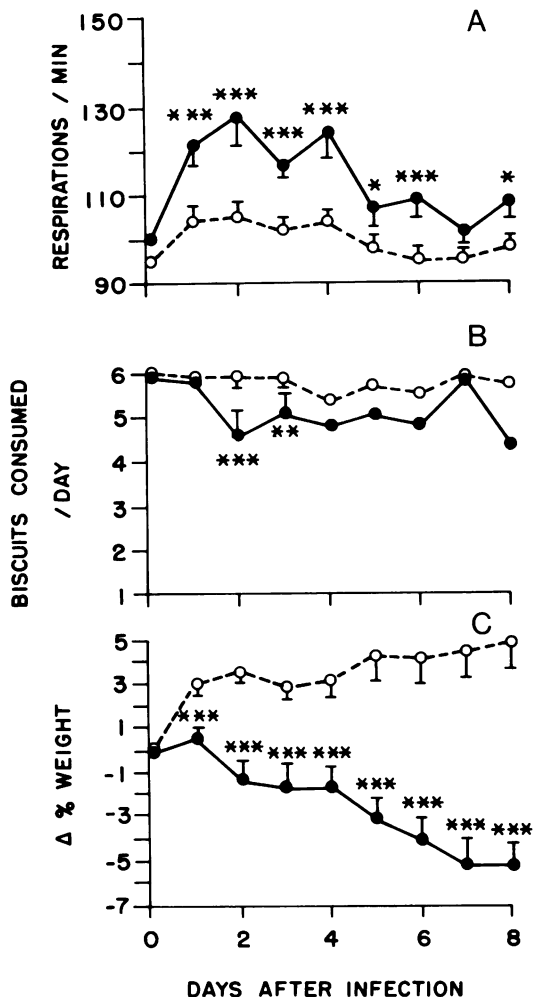 A
RESPIRATIONS / MIN
150
130
110
90
*** *** *** *** * *** *
B
BISCUITS CONSUMED
/DAY
6
5
4
3
2
1
*** **
C
Δ % WEIGHT
5
3
1
-1
-3
-5
-7
*** *** *** *** *** *** *** ***
0 2 4 6 8
DAYS AFTER INFECTION